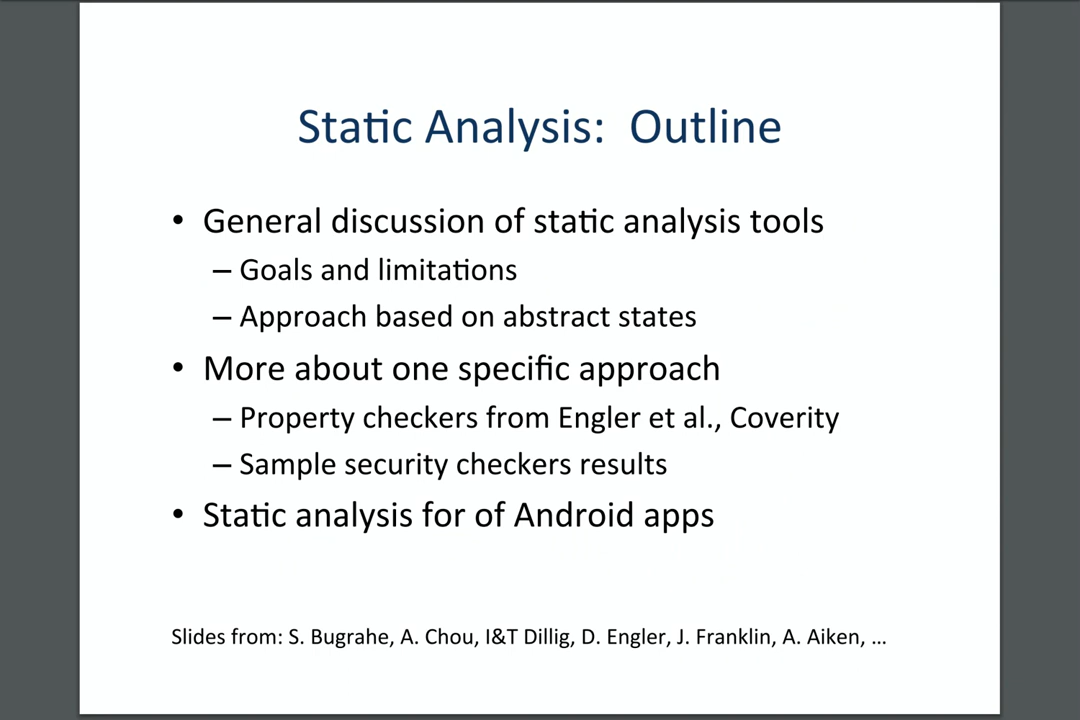 Static Analysis: Outline
• General discussion of static analysis tools
– Goals and limitations
– Approach based on abstract states
• More about one specific approach
– Property checkers from Engler et al., Coverity
– Sample security checkers results
• Static analysis for of Android apps
Slides from: S. Bugrahe, A. Chou, I&T Dillig, D. Engler, J. Franklin, A. Aiken, …